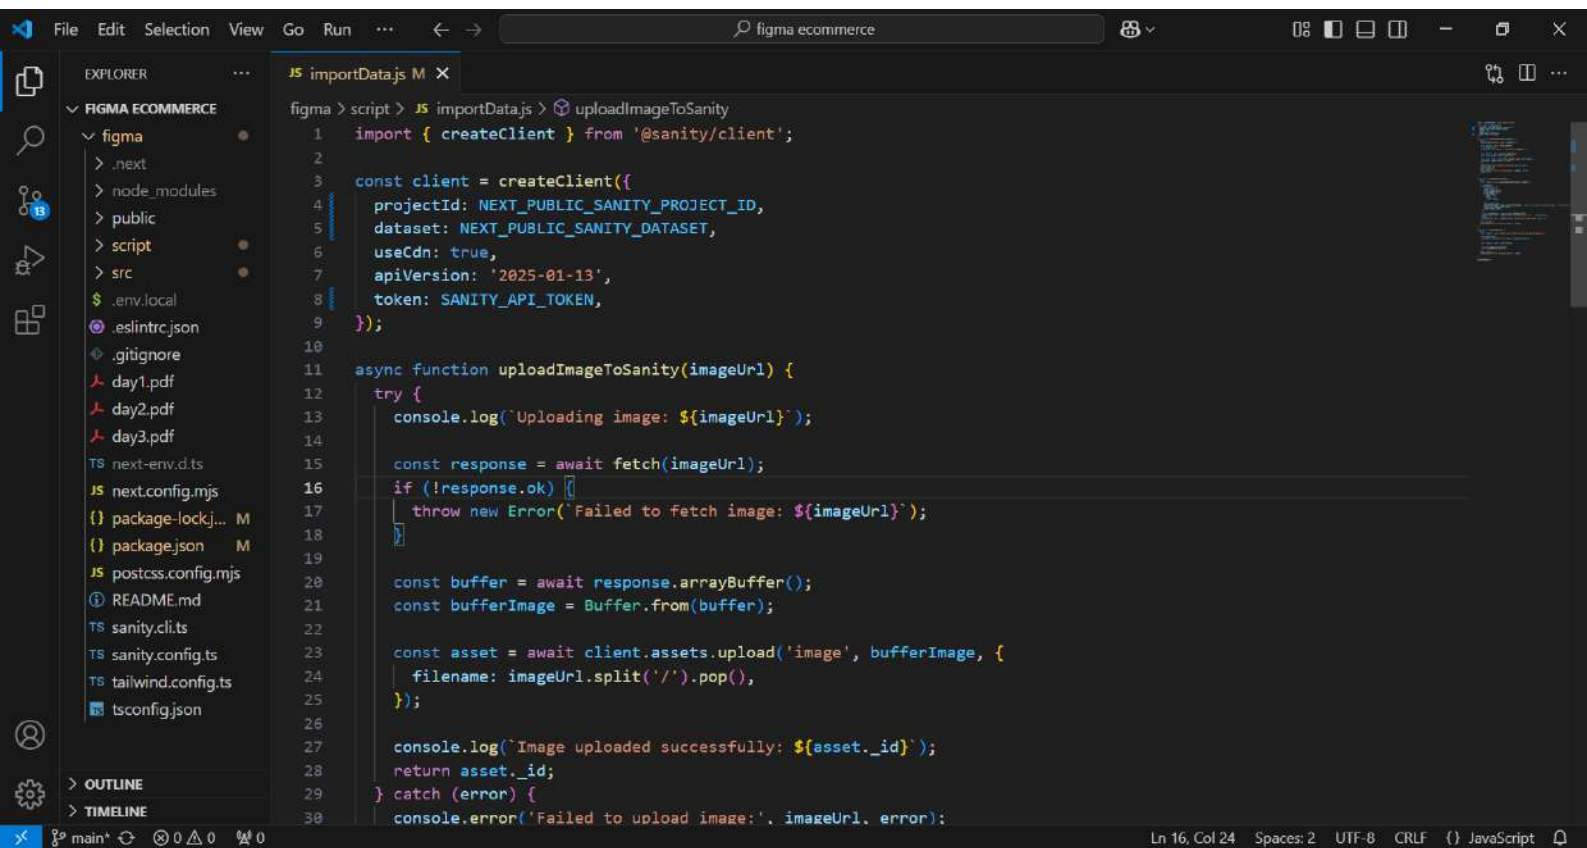 File Edit Selection View Go Run ··· figma ecommerce
EXPLORER ···
FIGMA ECOMMERCE
figma
.next
node_modules
public
script
src
$ .env.local
.eslintrc.json
.gitignore
day1.pdf
day2.pdf
day3.pdf
TS next-env.d.ts
JS next.config.mjs
{} package-lock.j... M
{} package.json M
JS postcss.config.mjs
README.md
TS sanity.cli.ts
TS sanity.config.ts
TS tailwind.config.ts
tsconfig.json
OUTLINE
TIMELINE
13
JS importData.js M
figma > script > JS importData.js > uploadImageToSanity
1 import { createClient } from '@sanity/client';
2
3 const client = createClient({
4 projectId: NEXT_PUBLIC_SANITY_PROJECT_ID,
5 dataset: NEXT_PUBLIC_SANITY_DATASET,
6 useCdn: true,
7 apiVersion: '2025-01-13',
8 token: SANITY_API_TOKEN,
9 });
10
11 async function uploadImageToSanity(imageUrl) {
12 try {
13 console.log(`Uploading image: ${imageUrl}`);
14
15 const response = await fetch(imageUrl);
16 if (!response.ok) {
17 throw new Error(`Failed to fetch image: ${imageUrl}`);
18 }
19
20 const buffer = await response.arrayBuffer();
21 const bufferImage = Buffer.from(buffer);
22
23 const asset = await client.assets.upload('image', bufferImage, {
24 filename: imageUrl.split('/').pop(),
25 });
26
27 console.log(`Image uploaded successfully: ${asset._id}`);
28 return asset._id;
29 } catch (error) {
30 console.error('Failed to upload image:', imageUrl, error);
main* 0 0 0 Ln 16, Col 24 Spaces: 2 UTF-8 CRLF {} JavaScript